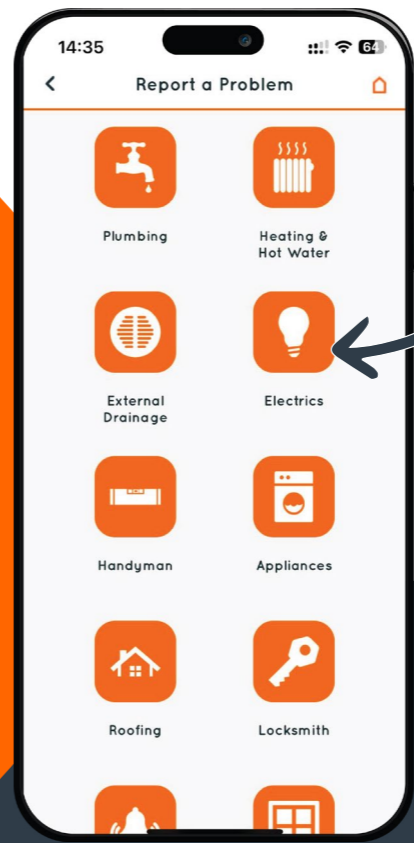 14:35
64
Report a Problem
Plumbing
Heating &
Hot Water
External
Drainage
Electrics
Handyman
Appliances
Roofing
Locksmith